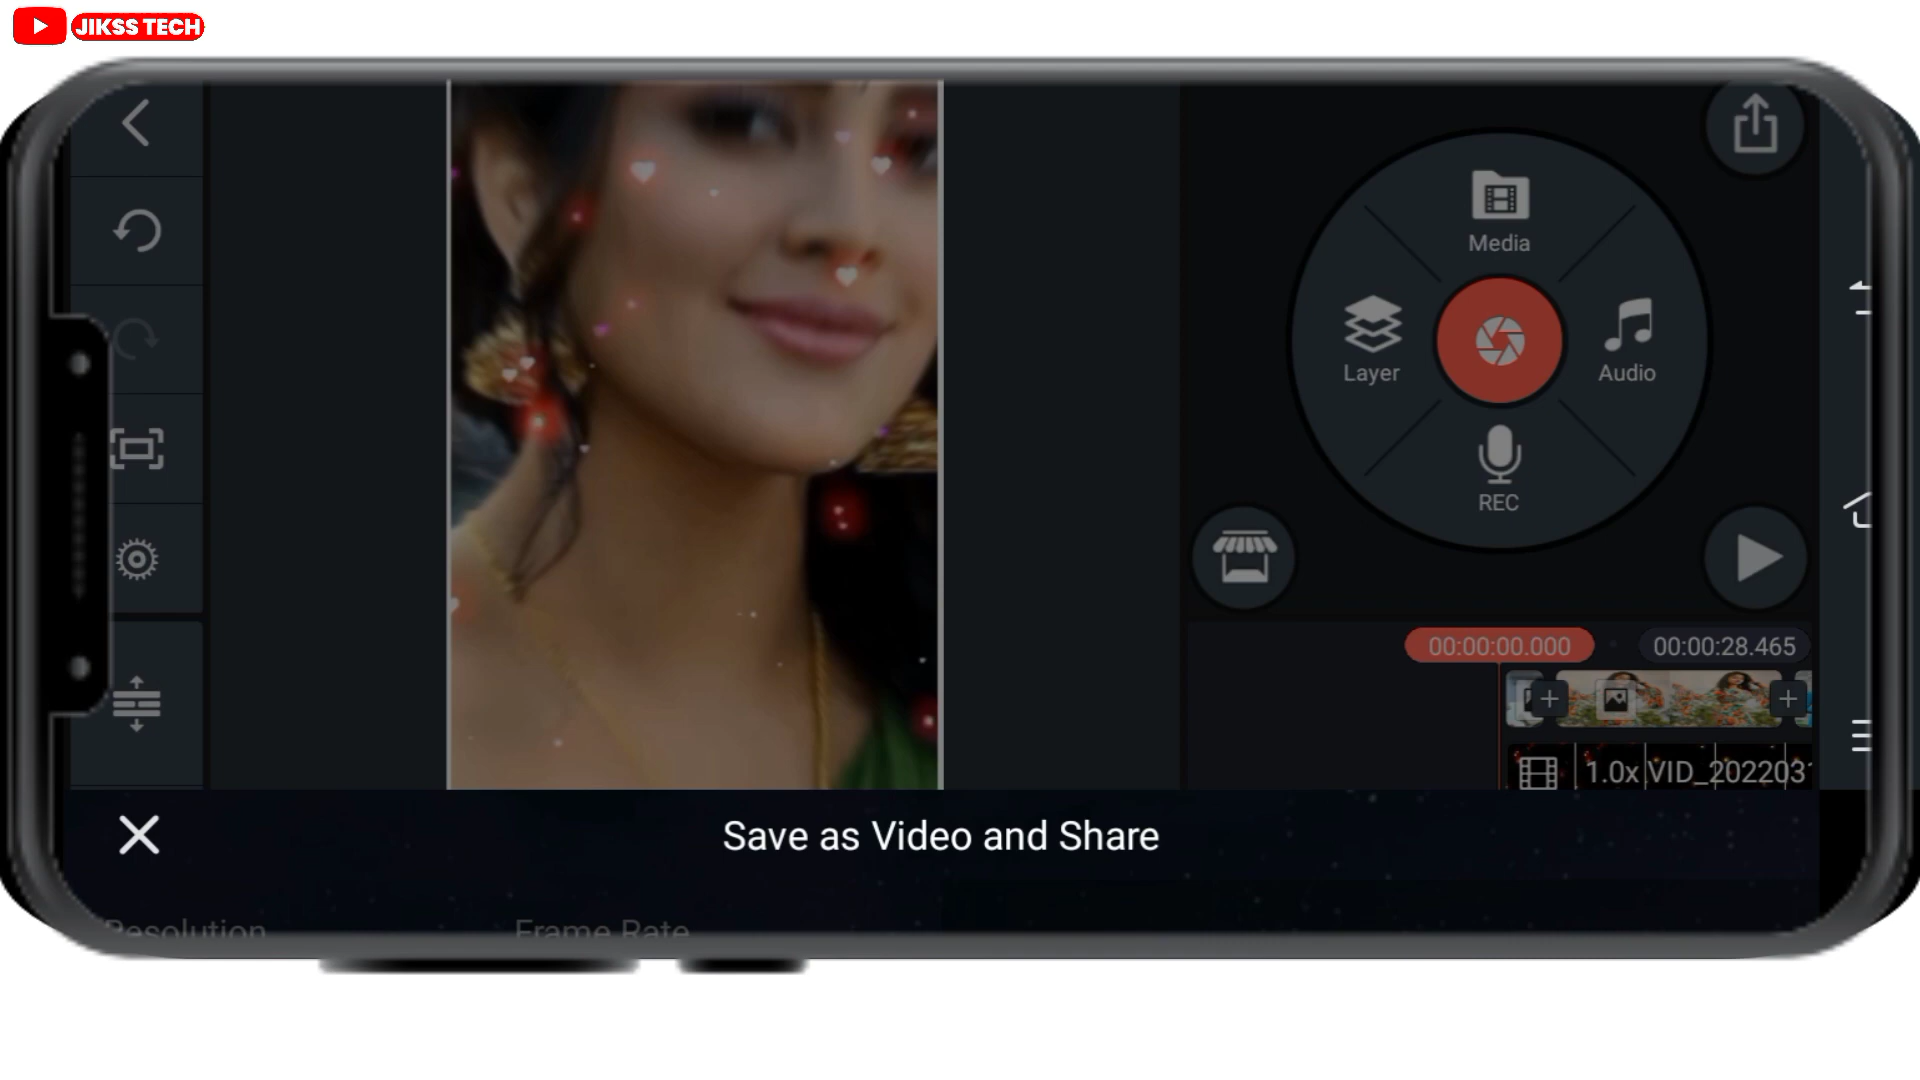 JIKSS TECH
Media
Layer
Audio
REC
00:00:00.000
00:00:28.465
1.0x VID_202203
Save as Video and Share
Resolution
Frame Rate